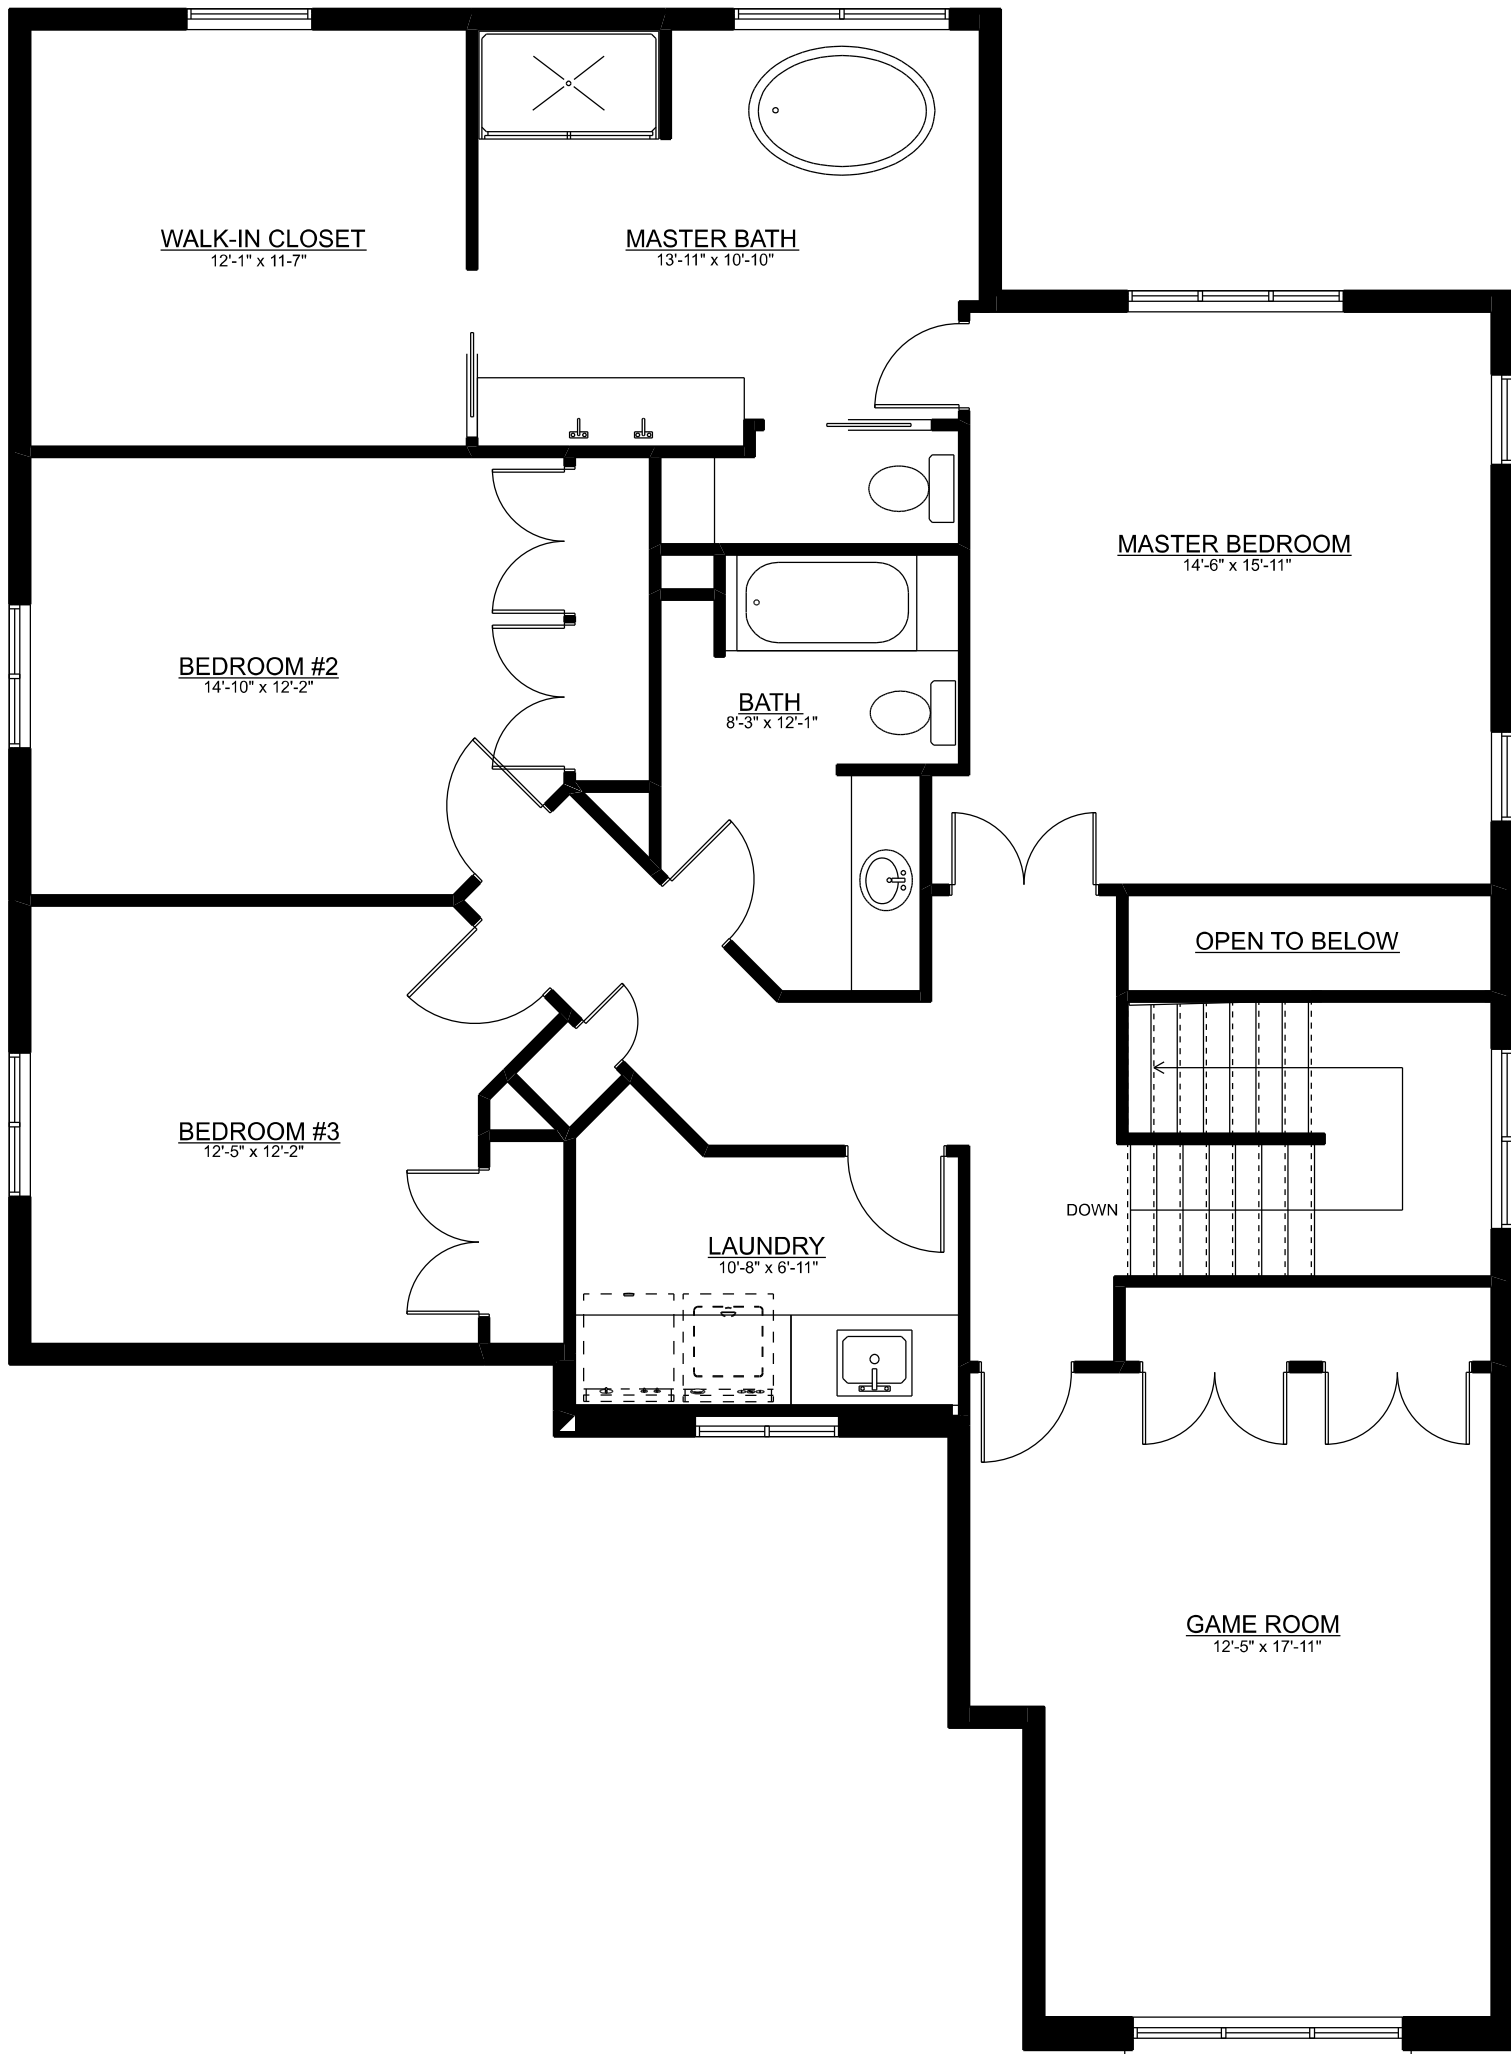 WALK-IN CLOSET
12'-1" x 11-7"
MASTER BATH
13'-11" x 10'-10"
MASTER BEDROOM
14'-6" x 15'-11"
BEDROOM #2
14'-10" x 12'-2"
BATH
8'-3" x 12'-1"
OPEN TO BELOW
BEDROOM #3
12'-5" x 12'-2"
DOWN
LAUNDRY
10'-8" x 6'-11"
GAME ROOM
12'-5" x 17'-11"